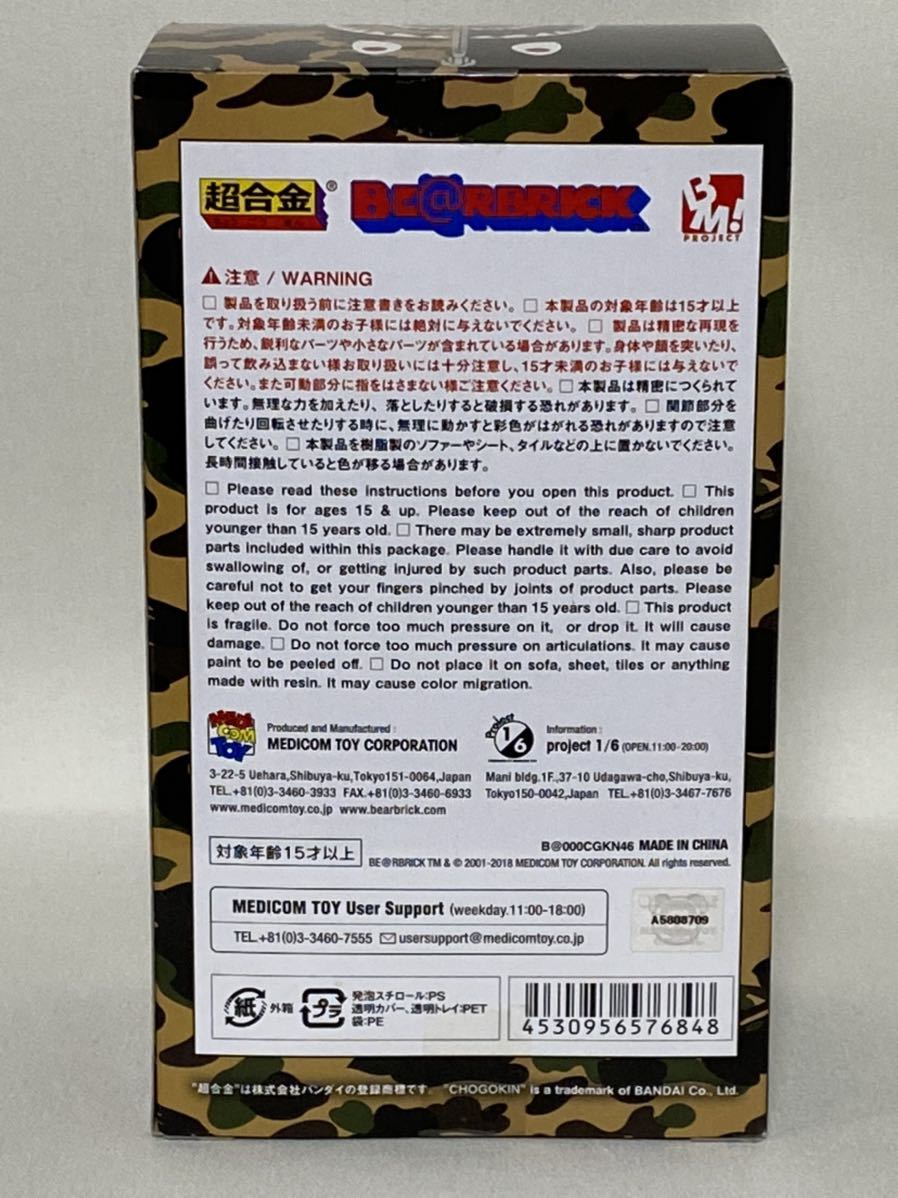 超合金®
BE@RBRICK
BM!
PROJECT
注意 / WARNING
□ 製品を取り扱う前に注意書きをお読みください。□ 本製品の対象年齢は15才以上
です。対象年齢未満のお子様には絶対に与えないでください。 □ 製品は精密な再現を
行うため、鋭利なパーツや小さなパーツが含まれている場合があります。身体や顔を突いたり、
誤って飲み込まない様お取り扱いには十分注意し、15才未満のお子様には与えないで
ください。また可動部分に指をはさまない様ご注意ください。□ 本製品は精密につくられて
います。無理な力を加えたり、落としたりすると破損する恐れがあります。□ 関節部分を
曲げたり回転させたりする時に、無理に動かすと彩色がはがれる恐れがありますので注意
してください。□ 本製品を樹脂製のソファーやシート、タイルなどの上に置かないでください。
長時間接触していると色が移る場合があります。
□ Please read these instructions before you open this product. □ This
product is for ages 15 & up. Please keep out of the reach of children
younger than 15 years old. □ There may be extremely small, sharp product
parts included within this package. Please handle it with due care to avoid
swallowing of, or getting injured by such product parts. Also, please be
careful not to get your fingers pinched by joints of product parts. Please
keep out of the reach of children younger than 15 years old. □ This product
is fragile. Do not force too much pressure on it, or drop it. It will cause
damage. □ Do not force too much pressure on articulations. It may cause
paint to be peeled off. □ Do not place it on sofa, sheet, tiles or anything
made with resin. It may cause color migration.
MEDICOM TOY
Produced and Manufactured :
MEDICOM TOY CORPORATION
3-22-5 Uehara,Shibuya-ku,Tokyo151-0064,Japan
TEL.+81(0)3-3460-3933 FAX.+81(0)3-3460-6933
www.medicomtoy.co.jp www.bearbrick.com
Project 1/6
Information :
project 1/6 (OPEN.11:00-20:00)
Mani bldg.1F.,37-10 Udagawa-cho,Shibuya-ku,
Tokyo150-0042,Japan TEL.+81(0)3-3467-7676
対象年齢15才以上
B@000CGKN46 MADE IN CHINA
BE@RBRICK TM & © 2001-2018 MEDICOM TOY CORPORATION. All rights reserved.
MEDICOM TOY User Support (weekday.11:00-18:00)
TEL.+81(0)3-3460-7555 usersupport@medicomtoy.co.jp
A5808709
紙 外箱
プラ
発泡スチロール:PS
透明カバー、透明トレイ:PET
袋:PE
4530956576848
"超合金"は株式会社バンダイの登録商標です。 "CHOGOKIN" is a trademark of BANDAI Co., Ltd.